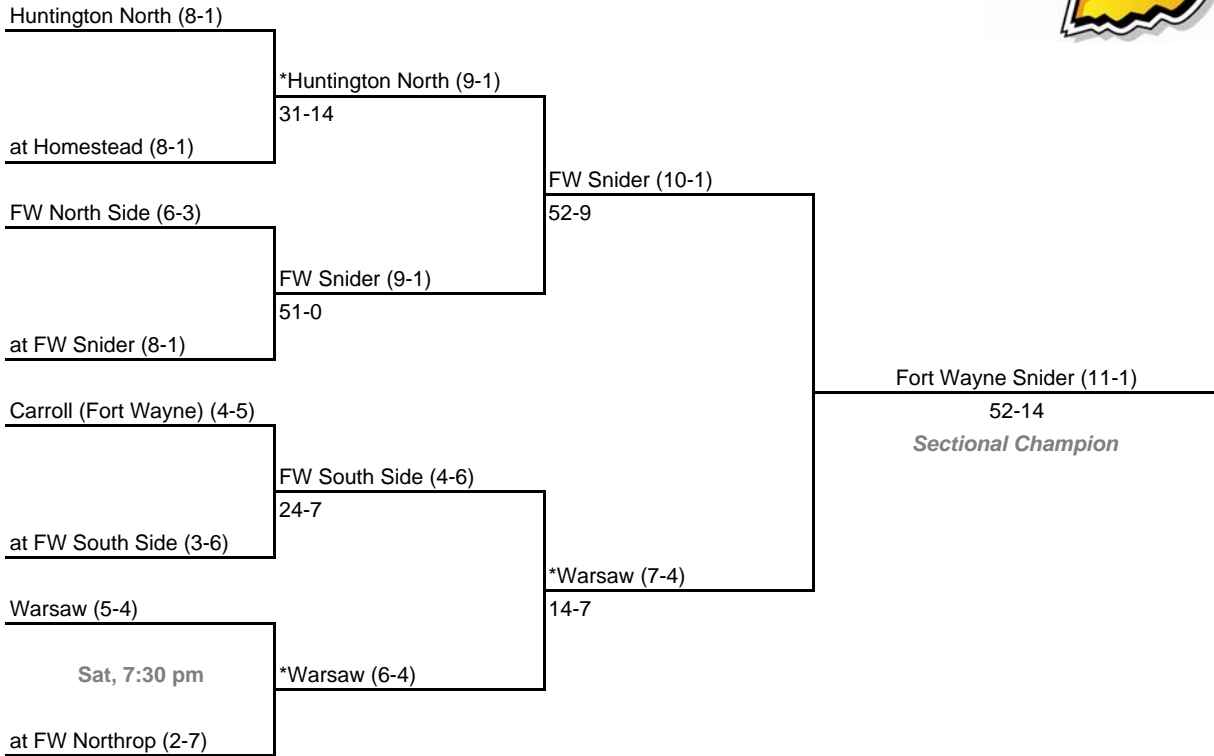 Huntington North (8-1)
*Huntington North (9-1)
31-14
at Homestead (8-1)
FW Snider (10-1)
52-9
FW North Side (6-3)
FW Snider (9-1)
51-0
at FW Snider (8-1)
Fort Wayne Snider (11-1)
52-14
Sectional Champion
Carroll (Fort Wayne) (4-5)
FW South Side (4-6)
24-7
at FW South Side (3-6)
*Warsaw (7-4)
14-7
Warsaw (5-4)
Sat, 7:30 pm
*Warsaw (6-4)
at FW Northrop (2-7)